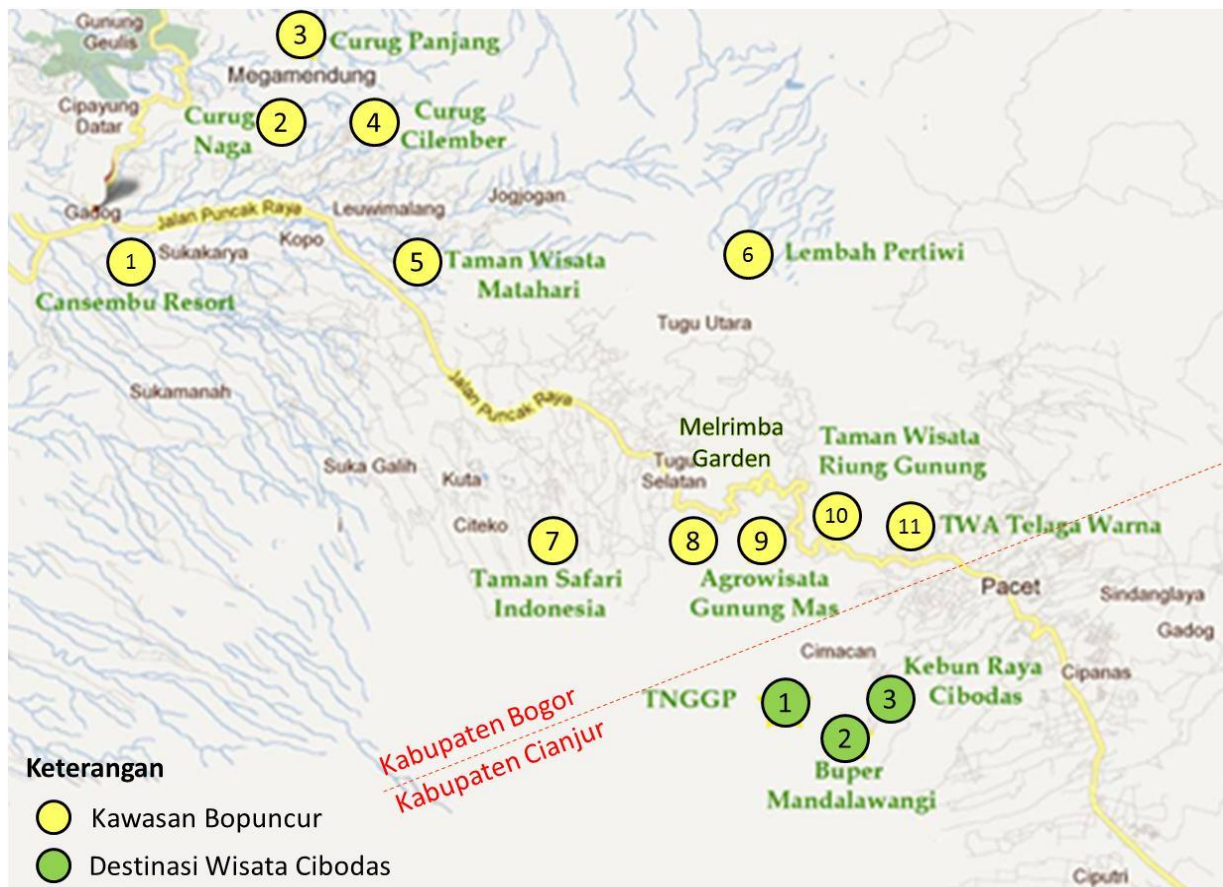 Gunung
Geulis
3
Curug Panjang
Megamendung
Cipayung
Datar
Curug
Naga
2
4
Curug
Cilember
Gadog
Jalan Puncak Raya
Leuwimalang
Jogjogan
1
Sukakarya
Kopo
5
Taman Wisata
Matahari
6
Lembah Pertiwi
Cansembu Resort
Tugu Utara
Sukamanah
Jalan Puncak Raya
Melrimba
Garden
Taman Wisata
Riung Gunung
Suka Galih
Kuta
Tugu
Selatan
Citeko
7
8
9
10
11
TWA Telaga Warna
Taman Safari
Indonesia
Agrowisata
Gunung Mas
Pacet
Sindanglaya
Gadog
Cimacan
Kebun Raya
Cibodas
Cipanas
TNGGP
1
3
2
Buper
Mandalawangi
Kabupaten Bogor
Kabupaten Cianjur
Keterangan
Kawasan Bopuncur
Destinasi Wisata Cibodas
Ciputri